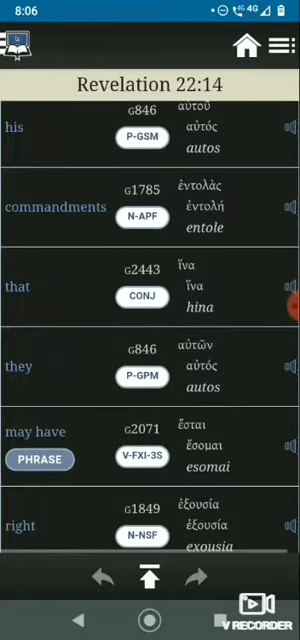 8:06
4G 4G
Revelation 22:14
his G846 αὐτοῦ
P-GSM αὐτός
autos
commandments G1785 ἐντολὰς
N-APF ἐντολή
entole
that G2443 ἵνα
CONJ ἵνα
hina
they G846 αὐτῶν
P-GPM αὐτός
autos
may have G2071 ἔσται
PHRASE V-FXI-3S ἔσομαι
esomai
right G1849 ἐξουσία
N-NSF ἐξουσία
exousia
V RECORDER